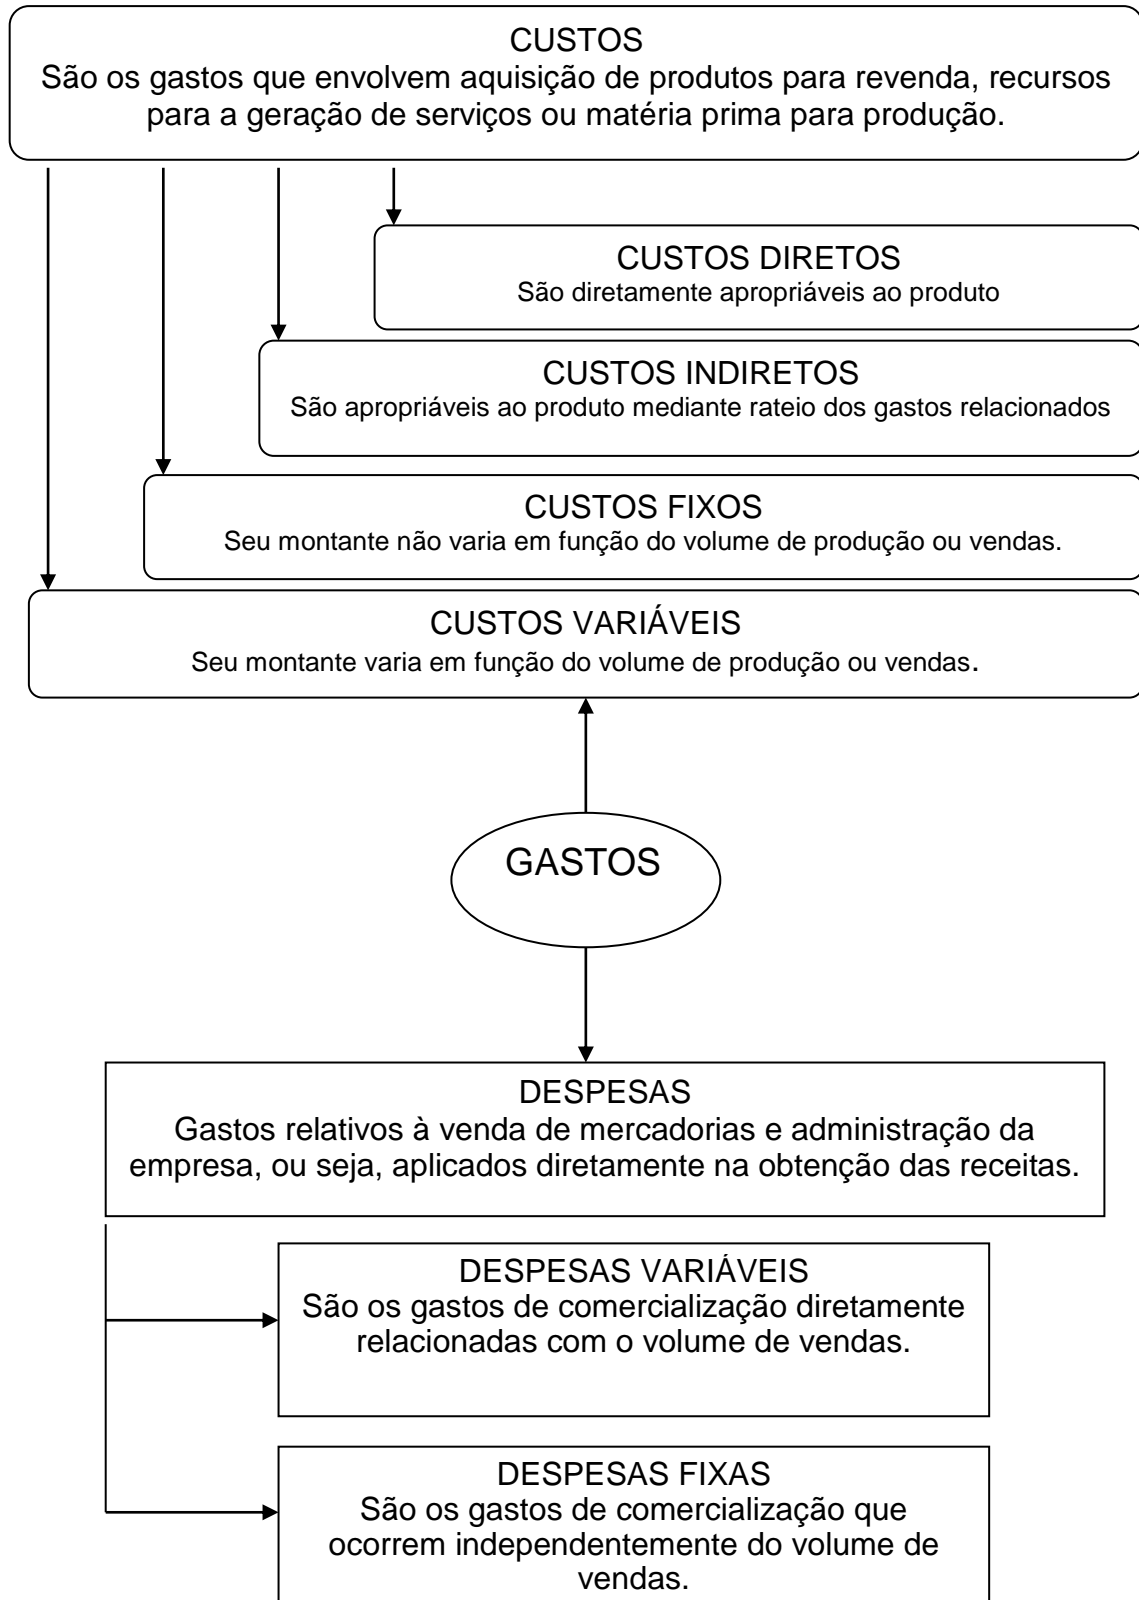 CUSTOS
São os gastos que envolvem aquisição de produtos para revenda, recursos
para a geração de serviços ou matéria prima para produção.
CUSTOS DIRETOS
São diretamente apropriáveis ao produto
CUSTOS INDIRETOS
São apropriáveis ao produto mediante rateio dos gastos relacionados
CUSTOS FIXOS
Seu montante não varia em função do volume de produção ou vendas.
CUSTOS VARIÁVEIS
Seu montante varia em função do volume de produção ou vendas.
GASTOS
DESPESAS
Gastos relativos à venda de mercadorias e administração da
empresa, ou seja, aplicados diretamente na obtenção das receitas.
DESPESAS VARIÁVEIS
São os gastos de comercialização diretamente
relacionadas com o volume de vendas.
DESPESAS FIXAS
São os gastos de comercialização que
ocorrem independentemente do volume de
vendas.